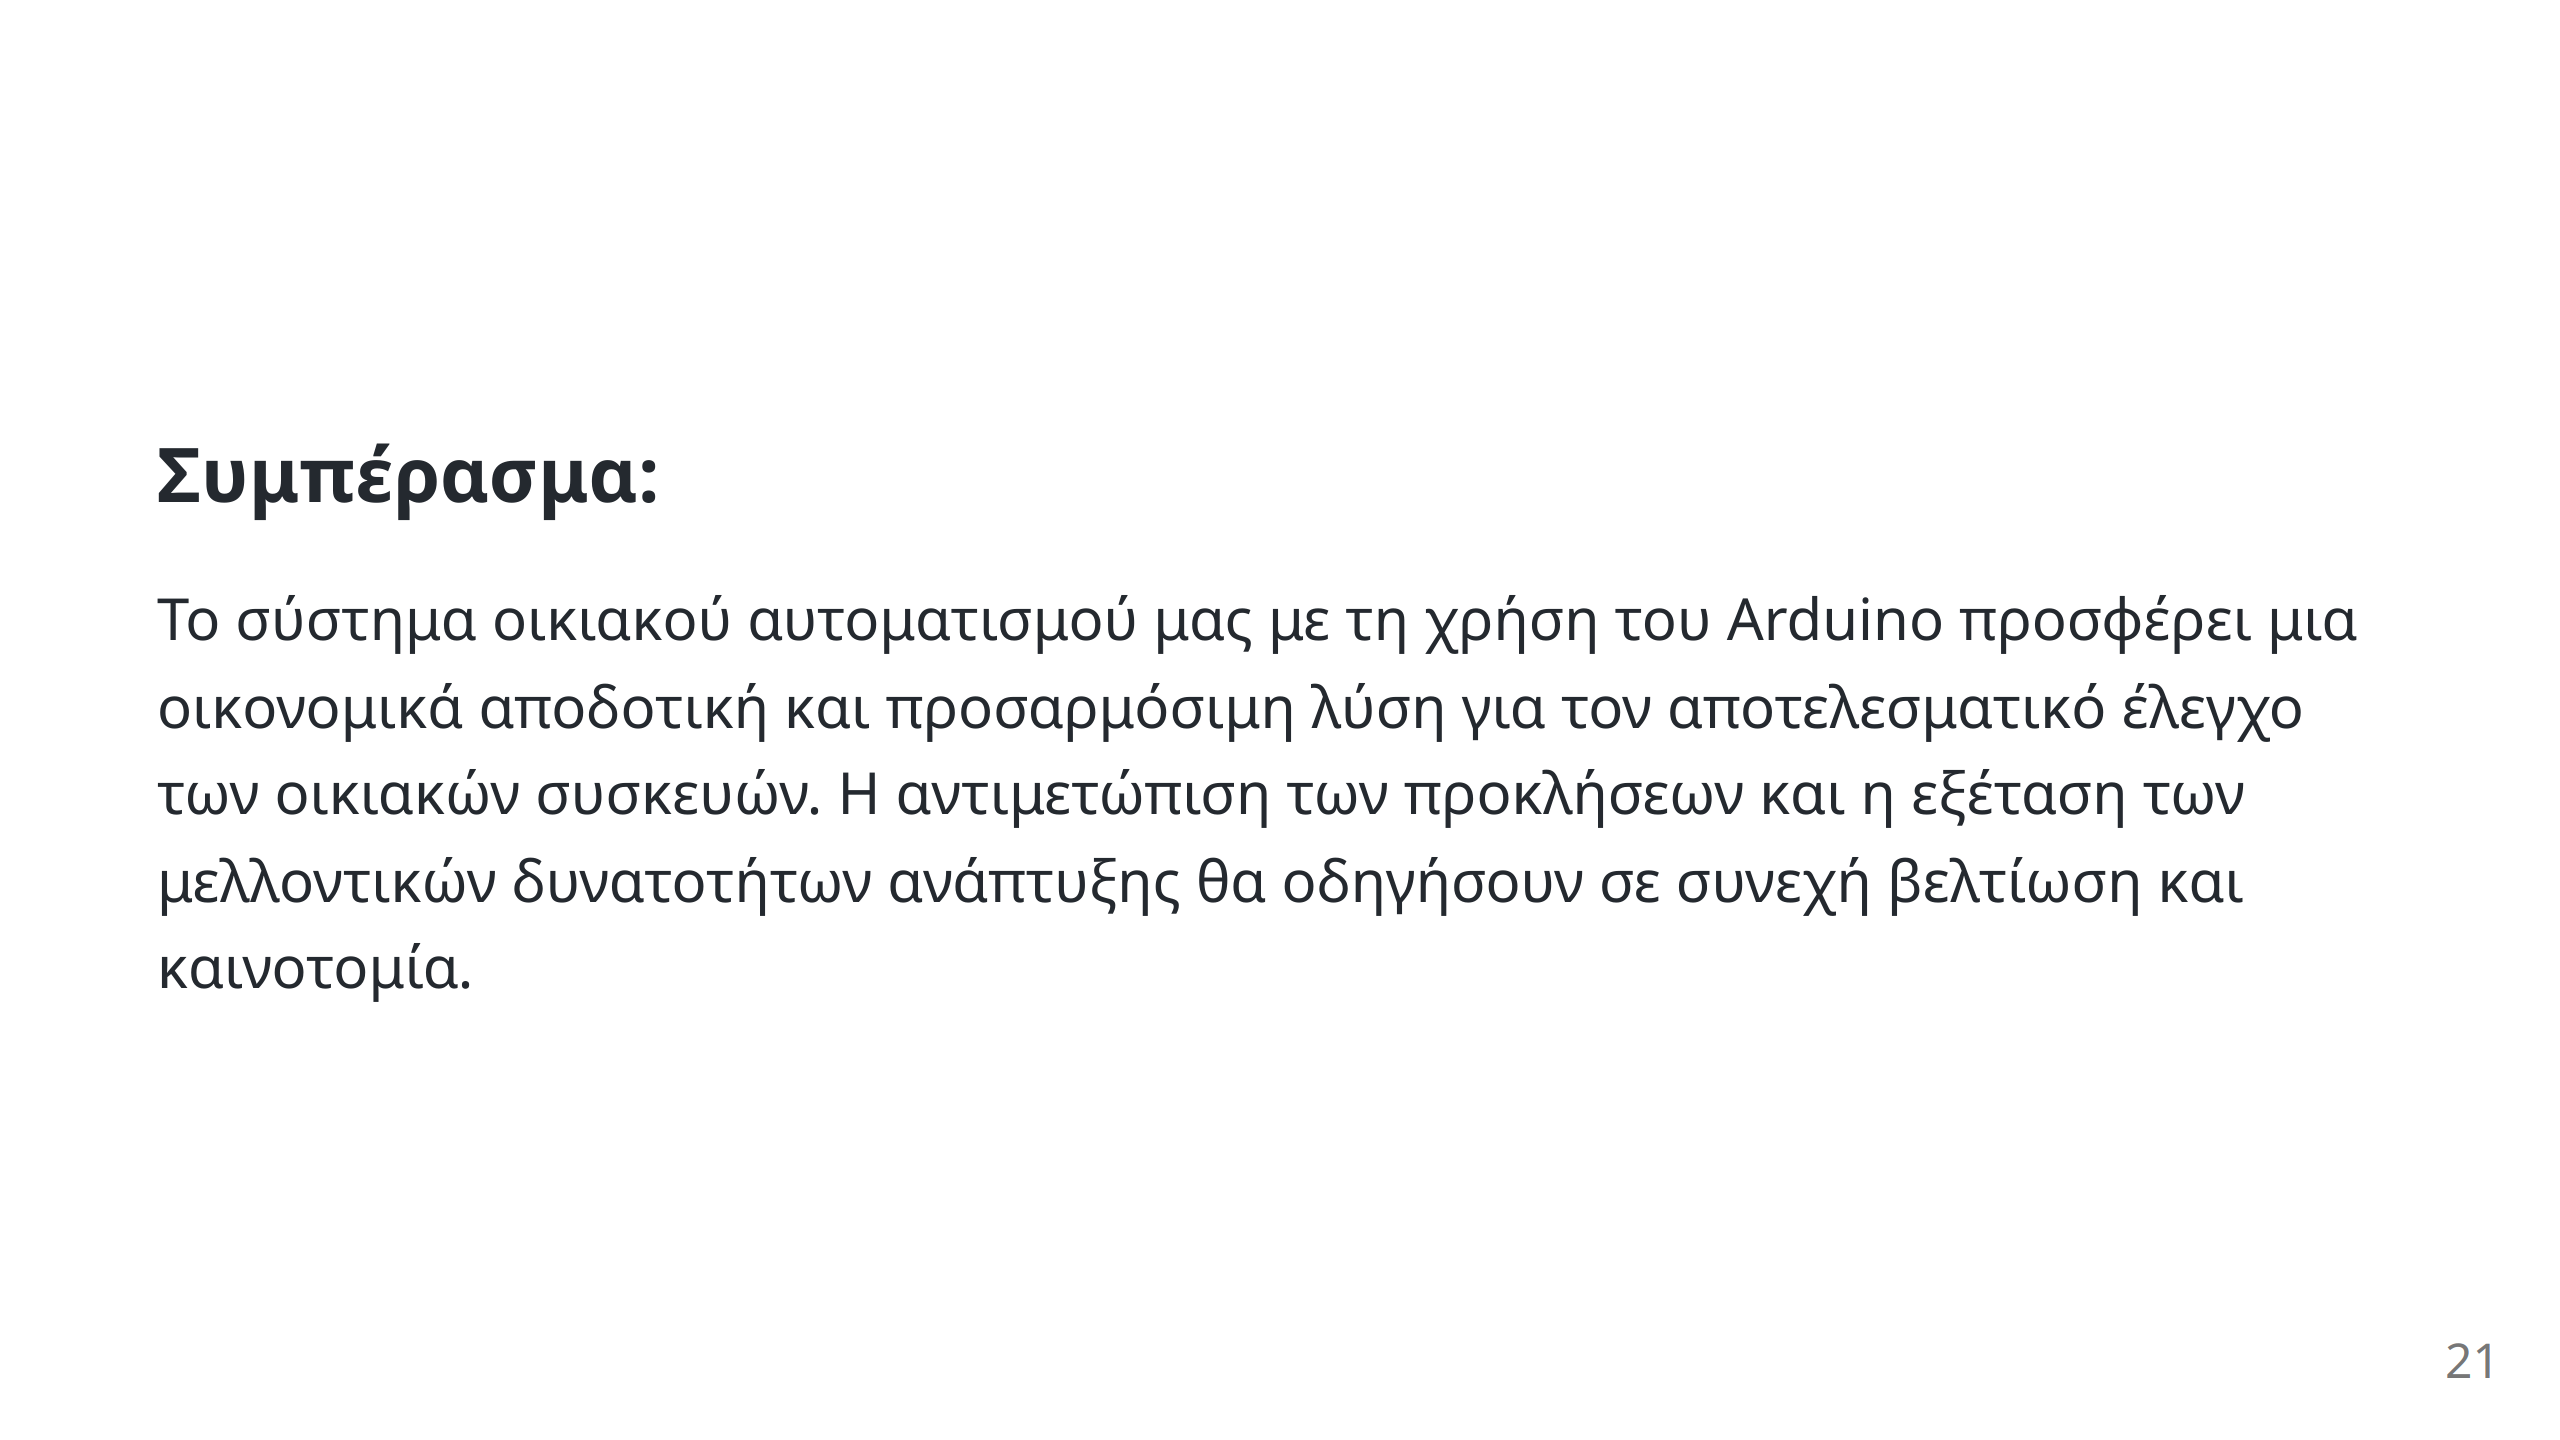 Συμπέρασμα:
Το σύστημα οικιακού αυτοματισμού μας με τη χρήση του Arduino προσφέρει μια
οικονομικά αποδοτική και προσαρμόσιμη λύση για τον αποτελεσματικό έλεγχο
των οικιακών συσκευών. Η αντιμετώπιση των προκλήσεων και η εξέταση των
μελλοντικών δυνατοτήτων ανάπτυξης θα οδηγήσουν σε συνεχή βελτίωση και
καινοτομία.
21